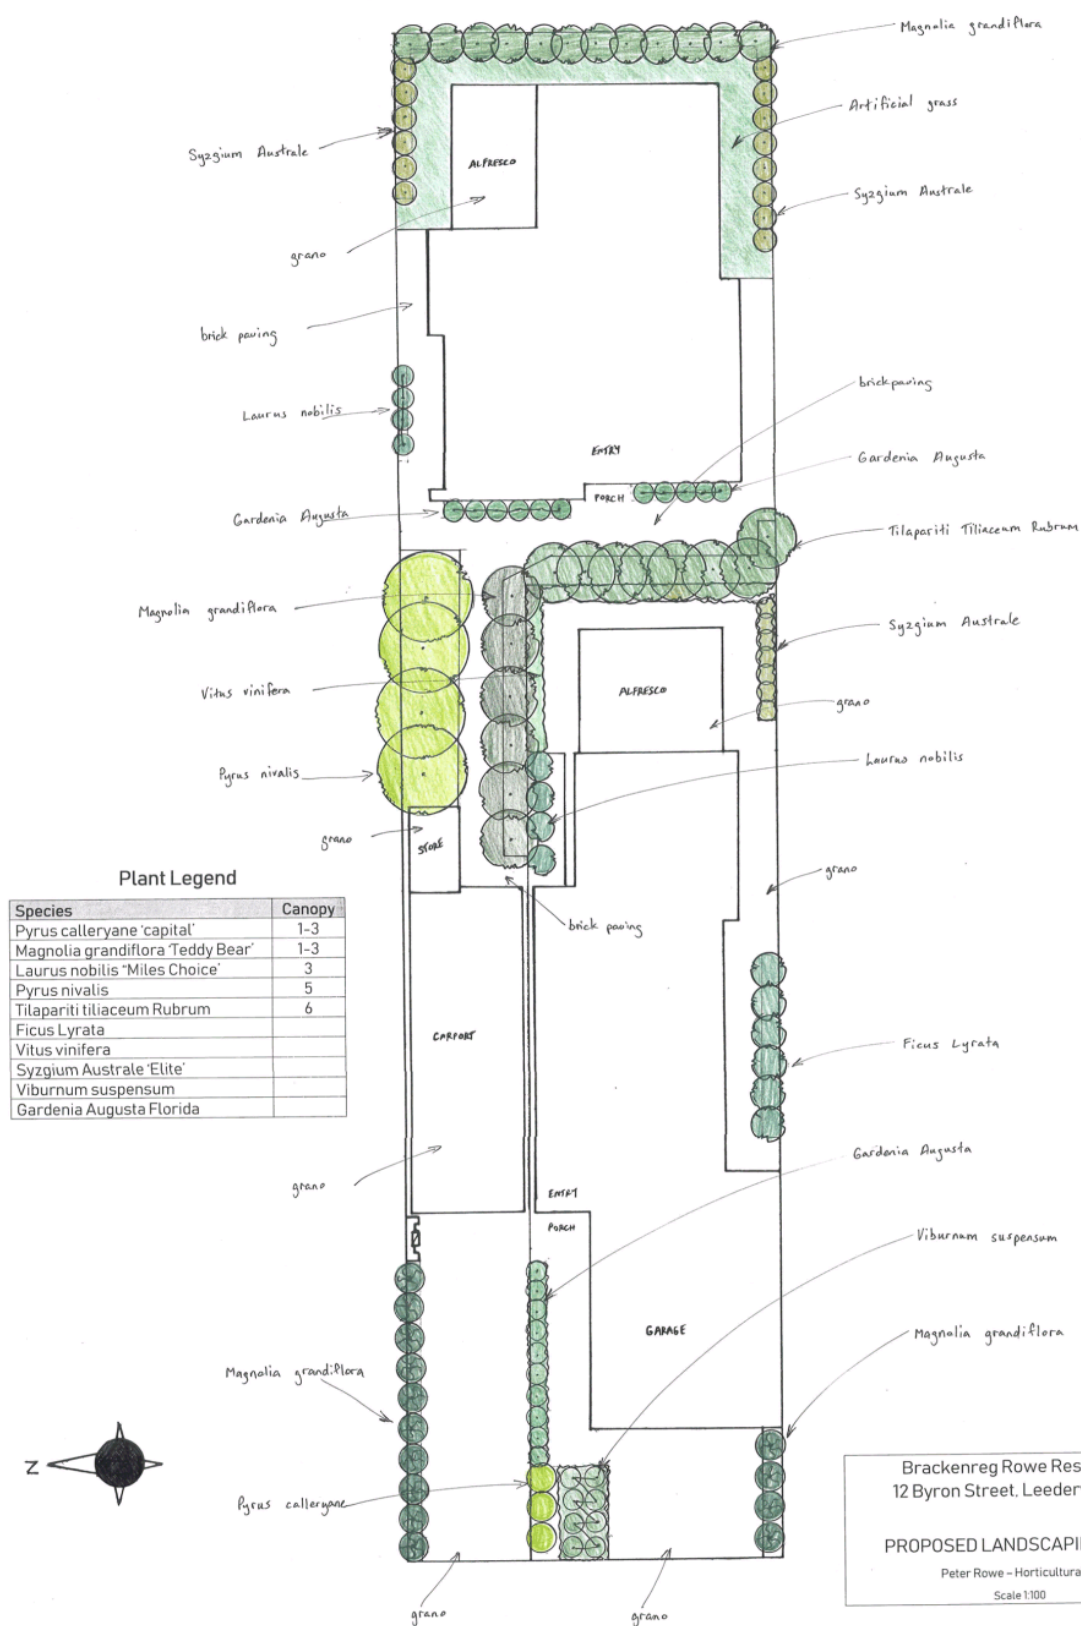 Magnolia grandiflora
Artificial grass
Syzgium Australe
ALFRESCO
Syzgium Australe
grano
brick paving
brickpaving
Laurus nobilis
ENTRY
Gardenia Augusta
PORCH
Gardenia Augusta
Tilapariti Tiliaceum Rubrum
Magnolia grandiflora
Syzgium Australe
Vitus vinifera
ALFRESCO
grano
Pyrus nivalis
Laurus nobilis
grano
STORE
grano
brick paving
Plant Legend
Species Canopy
Pyrus calleryane 'capital' 1-3
Magnolia grandiflora 'Teddy Bear' 1-3
Laurus nobilis "Miles Choice' 3
Pyrus nivalis 5
Tilapariti tiliaceum Rubrum 6
Ficus Lyrata
Vitus vinifera
Syzgium Australe 'Elite'
Viburnum suspensum
Gardenia Augusta Florida
CARPORT
Ficus Lyrata
Gardenia Augusta
grano
ENTRY
PORCH
Viburnum suspensum
GARAGE
Magnolia grandiflora
Magnolia grandiflora
N
Pyrus calleryane
Brackenreg Rowe Res
12 Byron Street, Leeder
PROPOSED LANDSCAPI
Peter Rowe – Horticultura
Scale 1:100
grano
grano